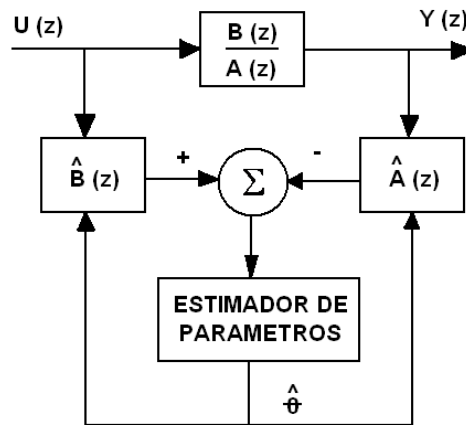 U (z)
Y (z)
B (z)
A (z)
B̂ (z)
+
Σ
-
Â (z)
ESTIMADOR DE
PARAMETROS
θ̂